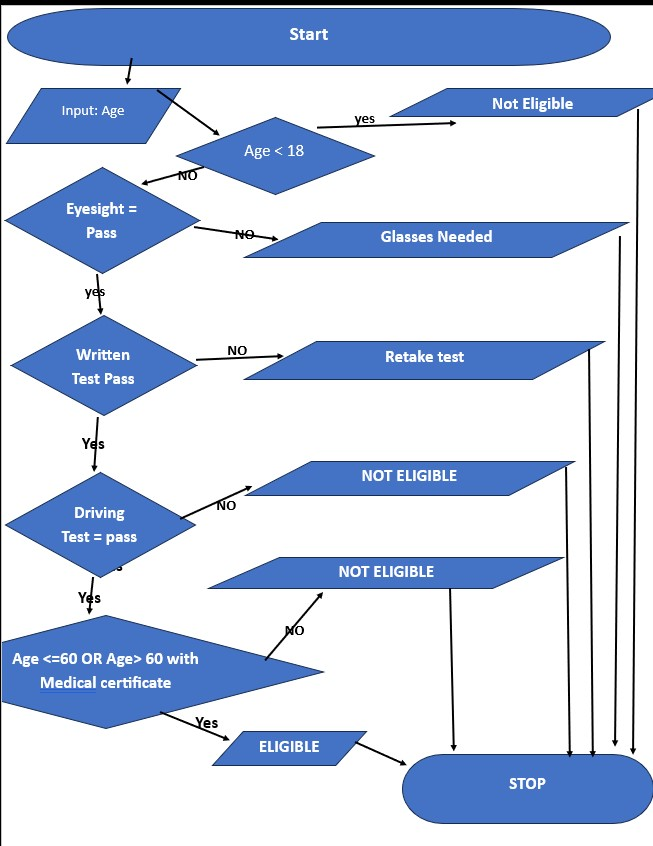 Start
Input: Age
Not Eligible
yes
Age < 18
NO
Eyesight =
Pass
NO
Glasses Needed
yes
Written
Test Pass
NO
Retake test
Yes
Driving
Test = pass
NO
NOT ELIGIBLE
s
Yes
NOT ELIGIBLE
NO
Age <=60 OR Age> 60 with
Medical certificate
Yes
ELIGIBLE
STOP